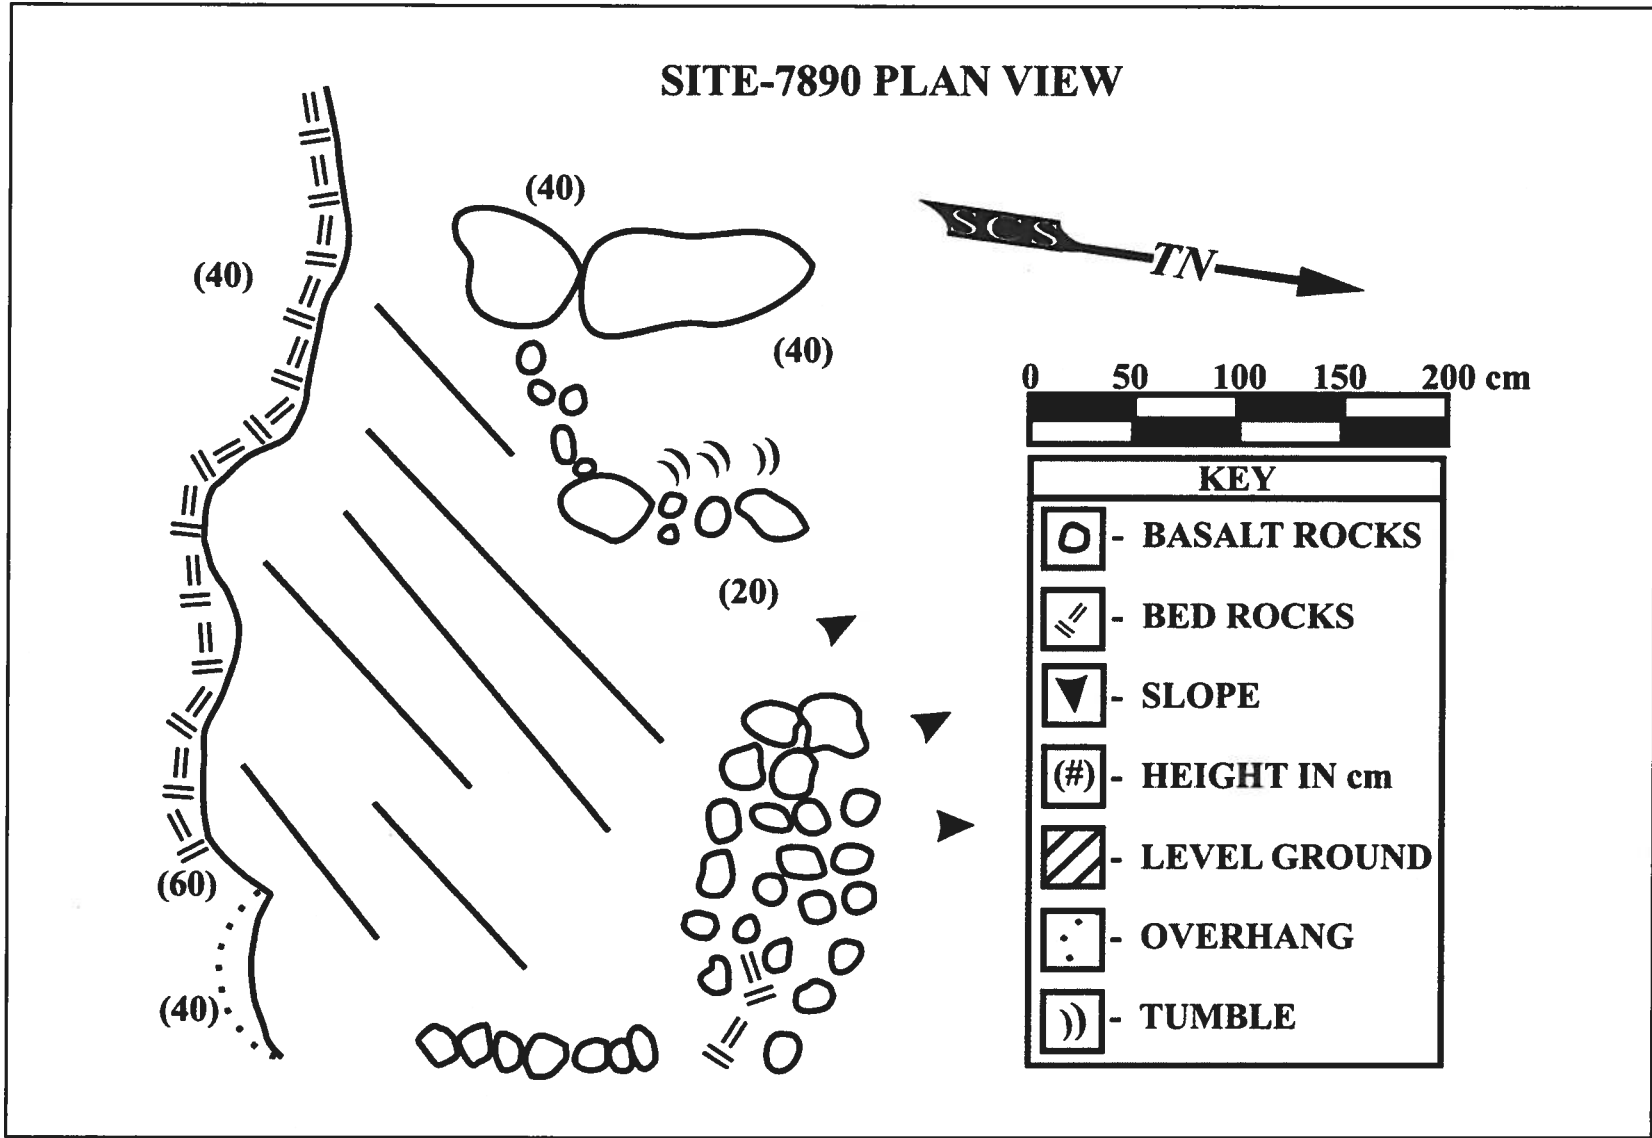 SITE-7890 PLAN VIEW
(40)
(40)
(40)
SCS
TN
0 50 100 150 200 cm
KEY
- BASALT ROCKS
- BED ROCKS
(20)
- SLOPE
(#) - HEIGHT IN cm
- LEVEL GROUND
(60)
- OVERHANG
(40)
- TUMBLE